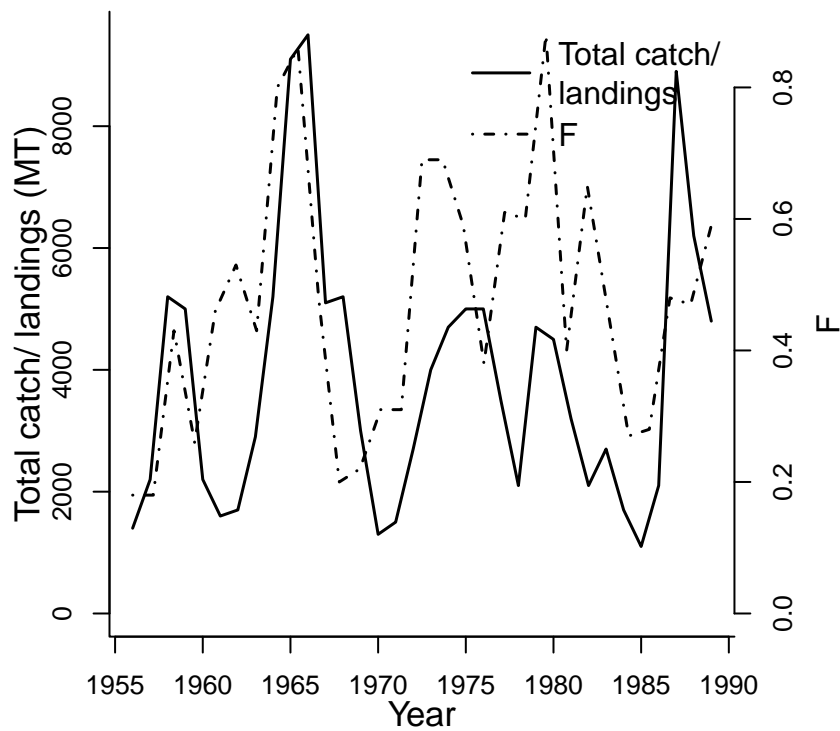 Total catch/
landings
F
Total catch/ landings (MT)
0
2000
4000
6000
8000
F
0.0
0.2
0.4
0.6
0.8
1955 1960 1965 1970 1975 1980 1985 1990
Year